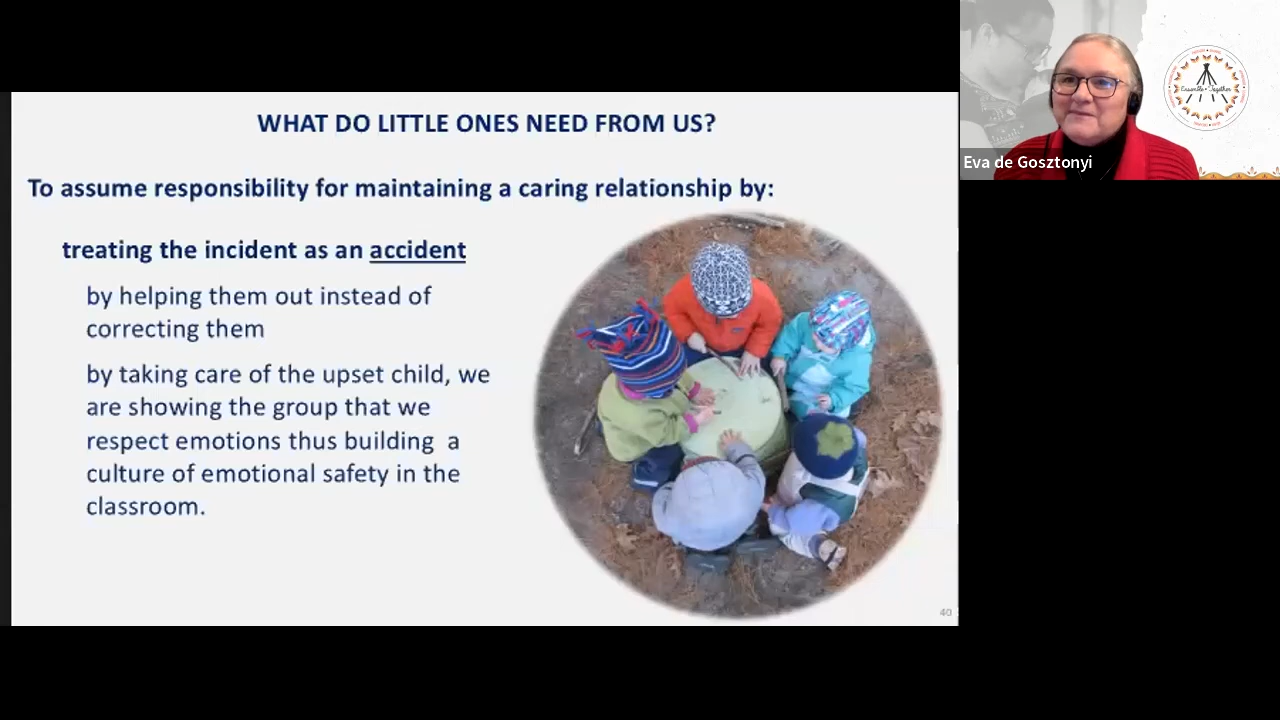 WHAT DO LITTLE ONES NEED FROM US?
To assume responsibility for maintaining a caring relationship by:
treating the incident as an accident
by helping them out instead of
correcting them
by taking care of the upset child, we
are showing the group that we
respect emotions thus building a
culture of emotional safety in the
classroom.
40
Eva de Gosztonyi
Ensemble • Together